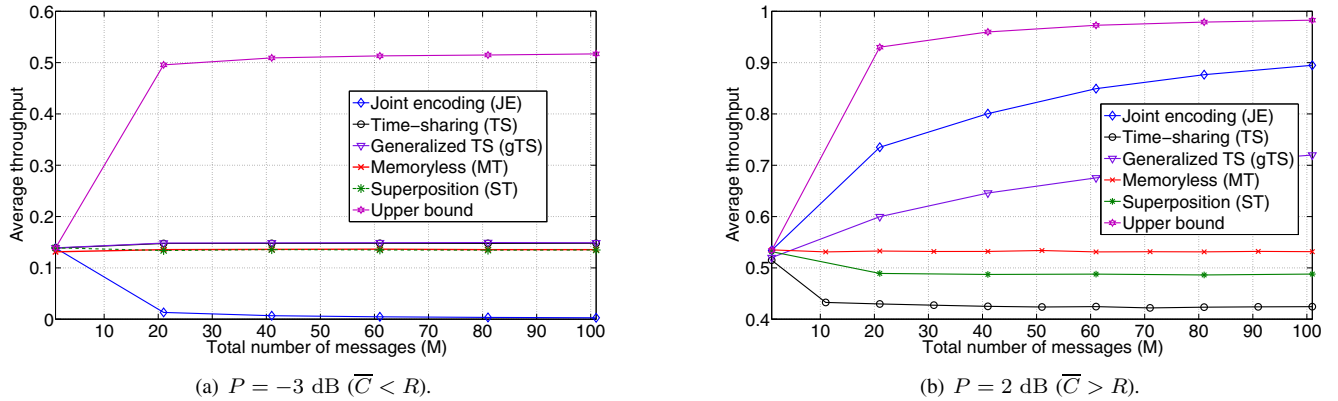 0.6
0.5
0.4
0.3
0.2
0.1
0
Average throughput
Joint encoding (JE)
Time−sharing (TS)
Generalized TS (gTS)
Memoryless (MT)
Superposition (ST)
Upper bound
10 20 30 40 50 60 70 80 90 100
Total number of messages (M)
(a) P = −3 dB (C̅ < R).
1
0.9
0.8
0.7
0.6
0.5
0.4
Average throughput
Joint encoding (JE)
Time−sharing (TS)
Generalized TS (gTS)
Memoryless (MT)
Superposition (ST)
Upper bound
10 20 30 40 50 60 70 80 90 100
Total number of messages (M)
(b) P = 2 dB (C̅ > R).